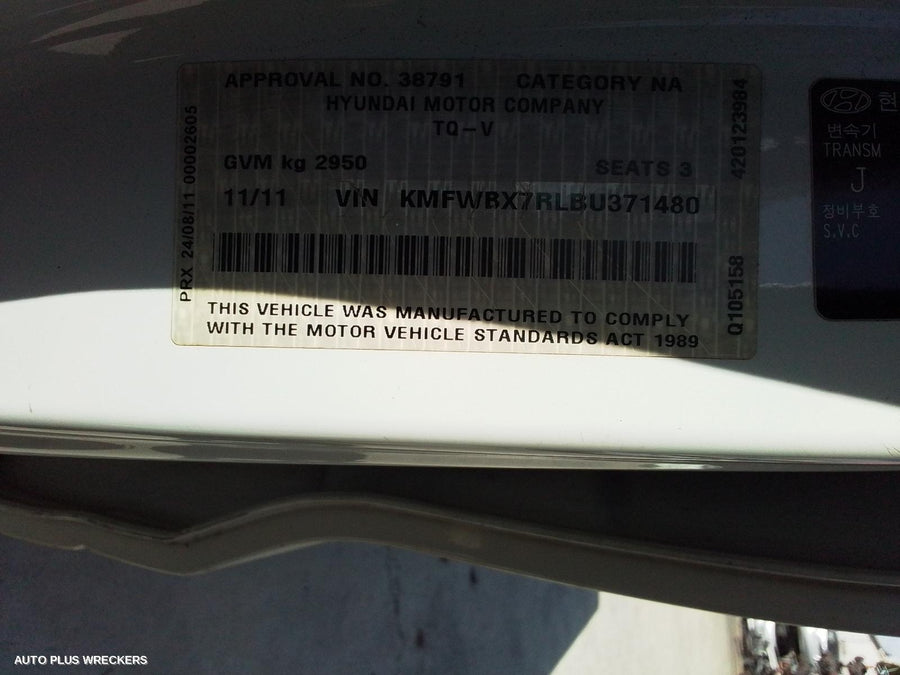 APPROVAL NO. 38791 CATEGORY NA
HYUNDAI MOTOR COMPANY
TQ-V
GVM kg 2950 SEATS 3
11/11 VIN KMFWBX7RLBU371480
THIS VEHICLE WAS MANUFACTURED TO COMPLY
WITH THE MOTOR VEHICLE STANDARDS ACT 1989
PRX 24/08/11 00002605
420123984
Q105158
현
변속기
TRANSM
J
정비부호
S.V.C
AUTO PLUS WRECKERS